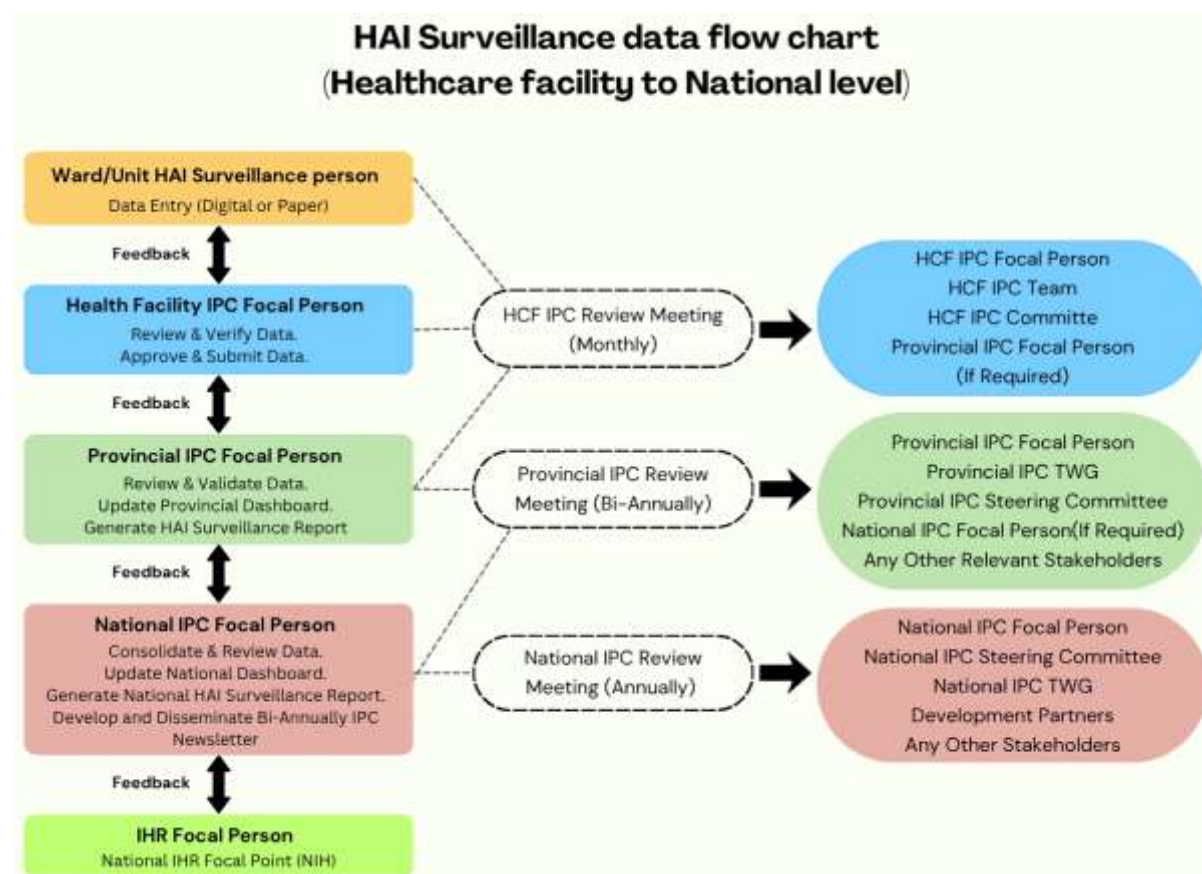 HAI Surveillance data flow chart
(Healthcare facility to National level)
Ward/Unit HAI Surveillance person
Data Entry (Digital or Paper)
Feedback
Health Facility IPC Focal Person
Review & Verify Data.
Approve & Submit Data.
Feedback
Provincial IPC Focal Person
Review & Validate Data.
Update Provincial Dashboard.
Generate HAI Surveillance Report
Feedback
National IPC Focal Person
Consolidate & Review Data.
Update National Dashboard.
Generate National HAI Surveillance Report.
Develop and Disseminate Bi-Annually IPC
Newsletter
Feedback
IHR Focal Person
National IHR Focal Point (NIH)
HCF IPC Review Meeting
(Monthly)
Provincial IPC Review
Meeting (Bi-Annually)
National IPC Review
Meeting (Annually)
HCF IPC Focal Person
HCF IPC Team
HCF IPC Committe
Provincial IPC Focal Person
(If Required)
Provincial IPC Focal Person
Provincial IPC TWG
Provincial IPC Steering Committee
National IPC Focal Person(If Required)
Any Other Relevant Stakeholders
National IPC Focal Person
National IPC Steering Committee
National IPC TWG
Development Partners
Any Other Stakeholders